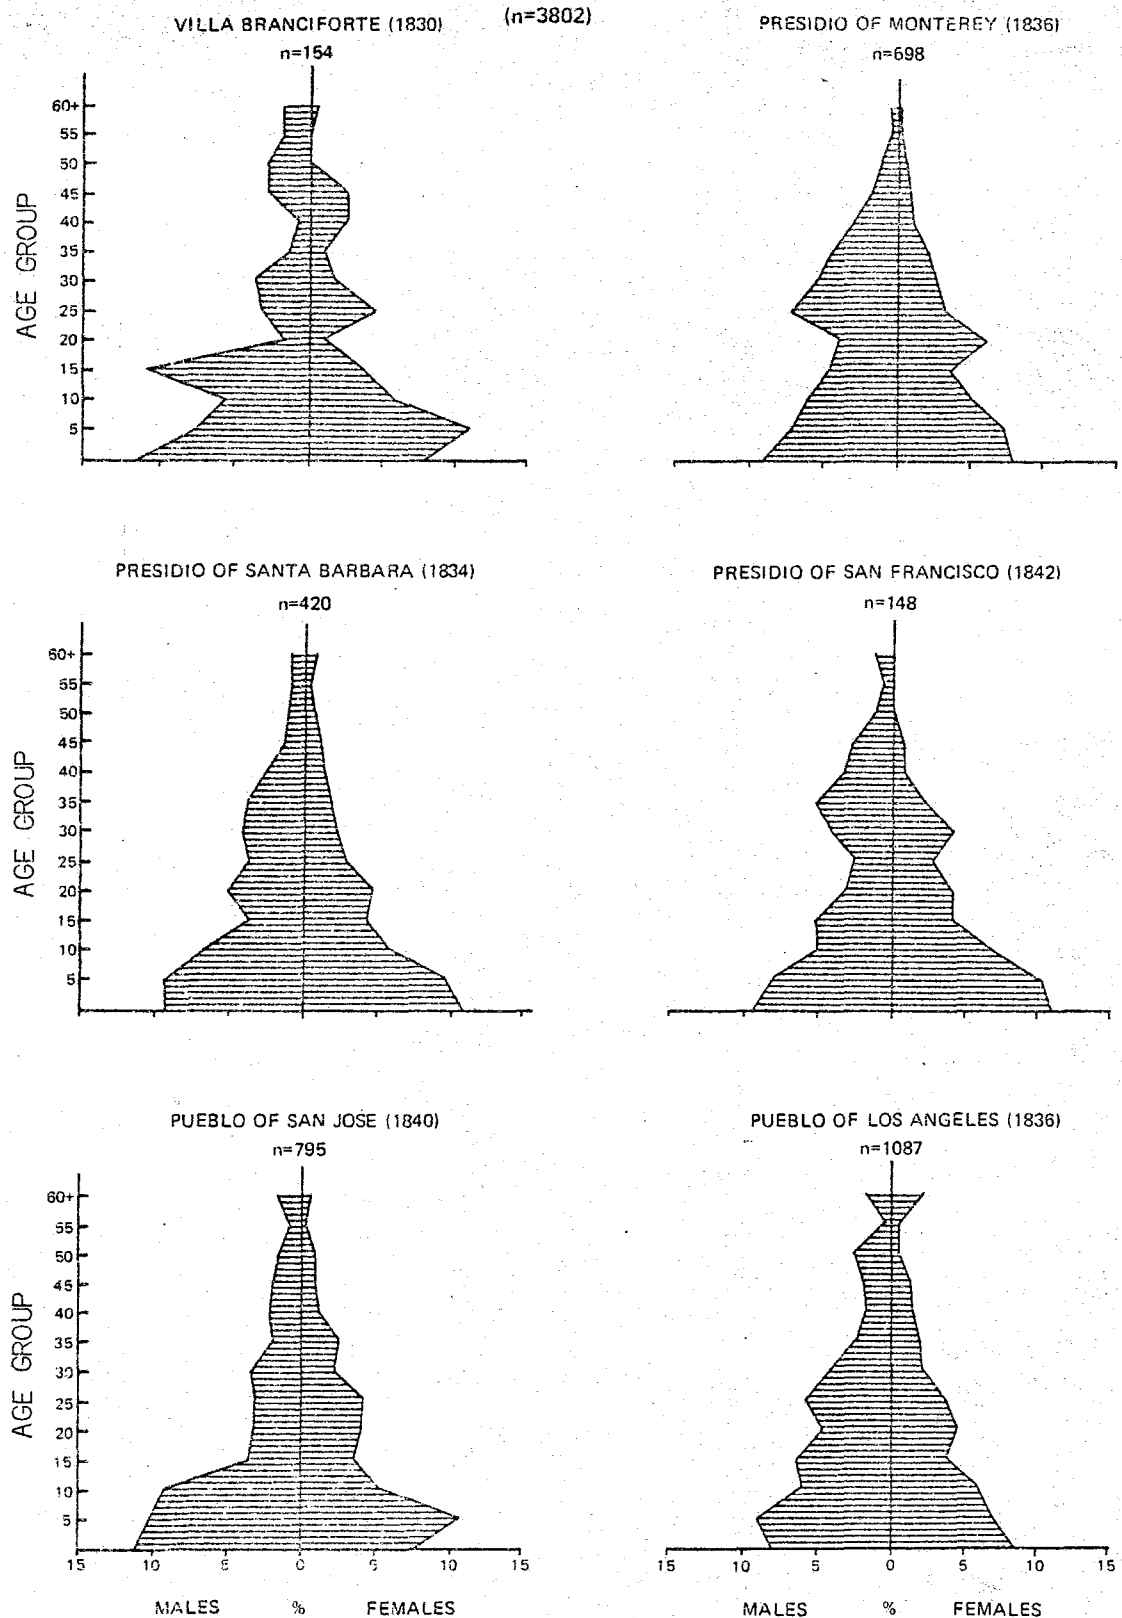 (n=3802)
VILLA BRANCIFORTE (1830)
n=154
PRESIDIO OF MONTEREY (1836)
n=698
AGE GROUP
60+
55
50
45
40
35
30
25
20
15
10
5
PRESIDIO OF SANTA BARBARA (1834)
n=420
PRESIDIO OF SAN FRANCISCO (1842)
n=148
AGE GROUP
60+
55
50
45
40
35
30
25
20
15
10
5
PUEBLO OF SAN JOSE (1840)
n=795
PUEBLO OF LOS ANGELES (1836)
n=1087
AGE GROUP
60+
55
50
45
40
35
30
25
20
15
10
5
15 10 5 0 5 10 15
15 10 5 0 5 10 15
MALES % FEMALES
MALES % FEMALES